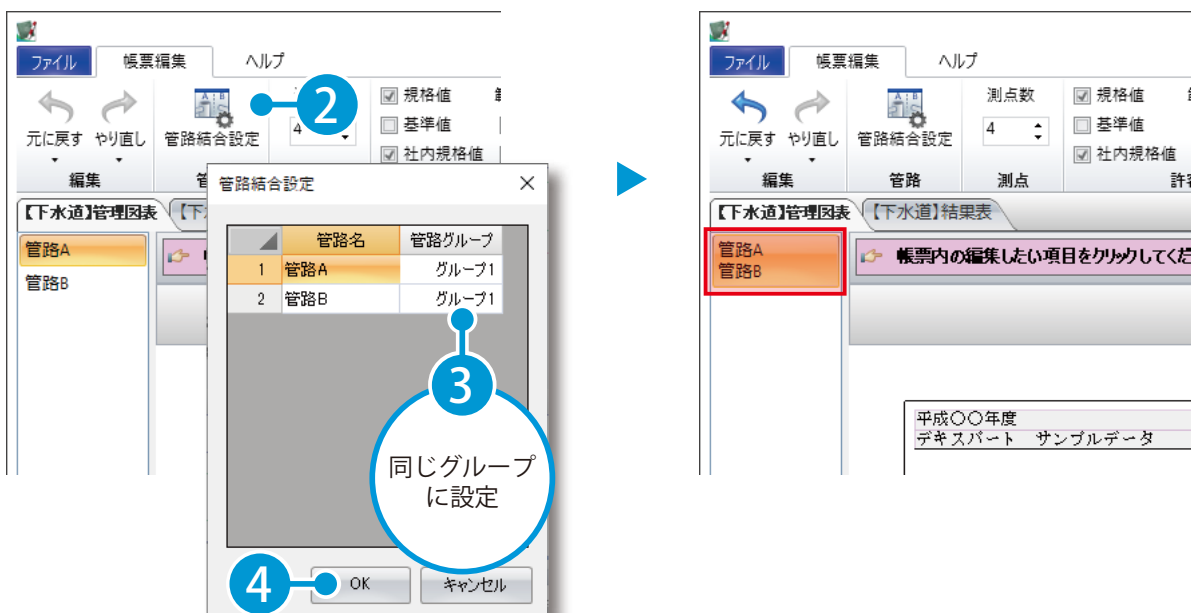 ファイル 帳票編集 ヘルプ
元に戻す やり直し 管路結合設定
4
規格値
基準値
社内規格値
2
編集
【下水道】管理図表
管路A
管路B
管路結合設定
管路名 管路グループ
1 管路A グループ1
2 管路B グループ1
3
同じグループ
に設定
4
OK キャンセル
ファイル 帳票編集 ヘルプ
元に戻す やり直し 管路結合設定
測点数
4
規格値
基準値
社内規格値
編集 管路 測点
【下水道】管理図表 【下水道】結果表
管路A
管路B
帳票内の編集したい項目をクリックしてくだ
平成〇〇年度
デキスパート サンプルデータ